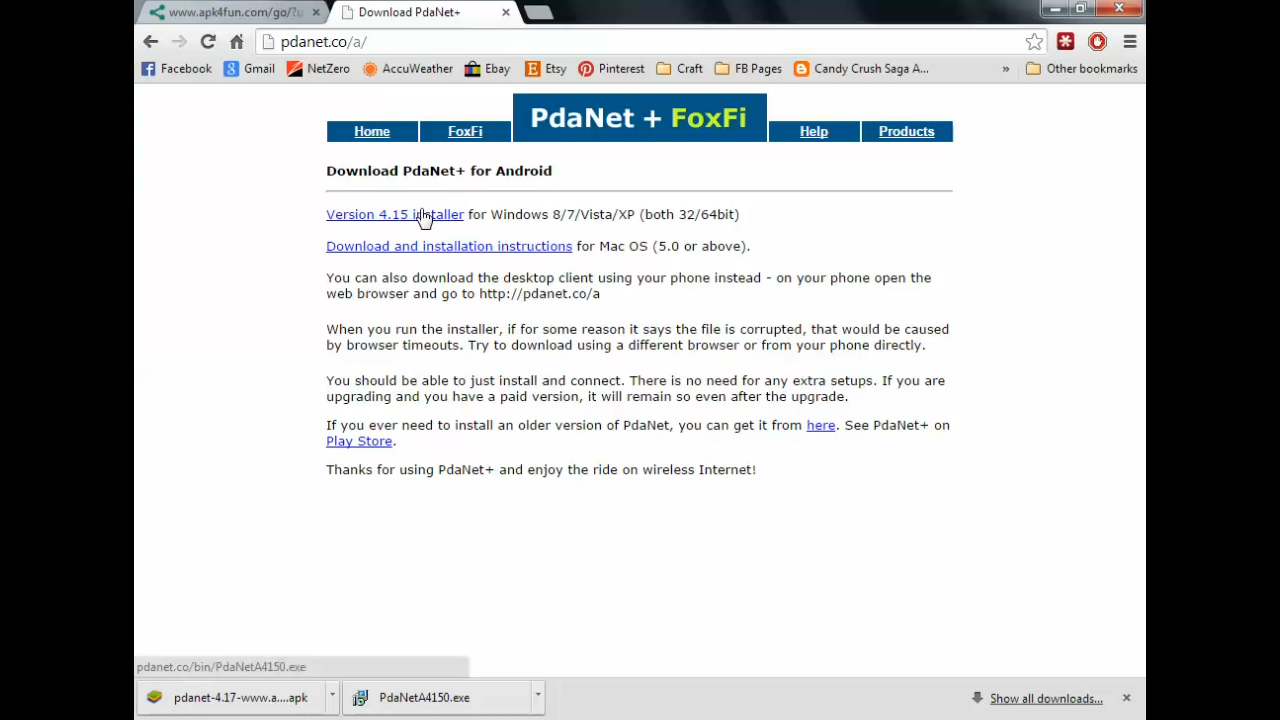 www.apk4fun.com/go/?u
Download PdaNet+
pdanet.co/a/
Facebook Gmail NetZero AccuWeather Ebay Etsy Pinterest Craft FB Pages Candy Crush Saga A... » Other bookmarks
PdaNet + FoxFi
Home FoxFi Help Products
Download PdaNet+ for Android
Version 4.15 installer for Windows 8/7/Vista/XP (both 32/64bit)
Download and installation instructions for Mac OS (5.0 or above).
You can also download the desktop client using your phone instead - on your phone open the
web browser and go to http://pdanet.co/a
When you run the installer, if for some reason it says the file is corrupted, that would be caused
by browser timeouts. Try to download using a different browser or from your phone directly.
You should be able to just install and connect. There is no need for any extra setups. If you are
upgrading and you have a paid version, it will remain so even after the upgrade.
If you ever need to install an older version of PdaNet, you can get it from here. See PdaNet+ on
Play Store.
Thanks for using PdaNet+ and enjoy the ride on wireless Internet!
pdanet.co/bin/PdaNetA4150.exe
pdanet-4.17-www.a....apk
PdaNetA4150.exe
Show all downloads...